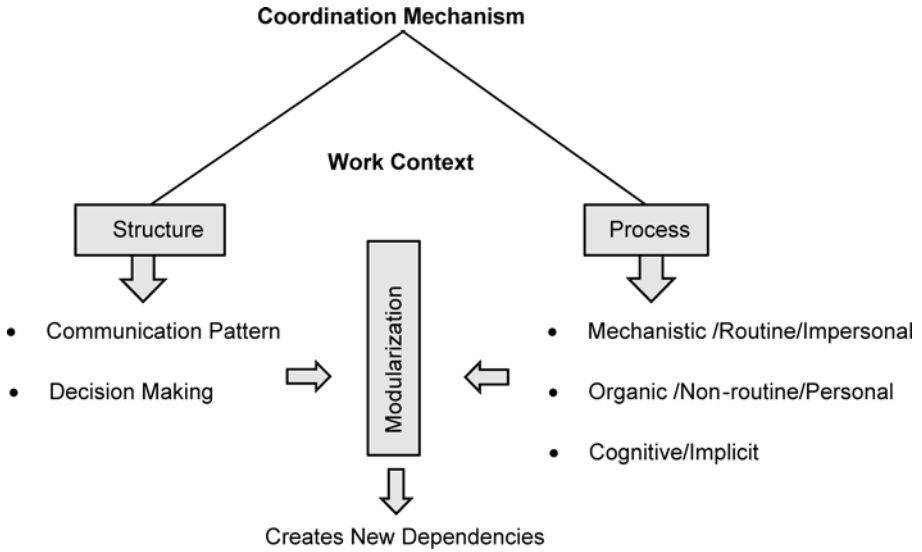 Coordination Mechanism
Work Context
Structure
Process
• Communication Pattern
• Decision Making
Modularization
• Mechanistic /Routine/Impersonal
• Organic /Non-routine/Personal
• Cognitive/Implicit
Creates New Dependencies